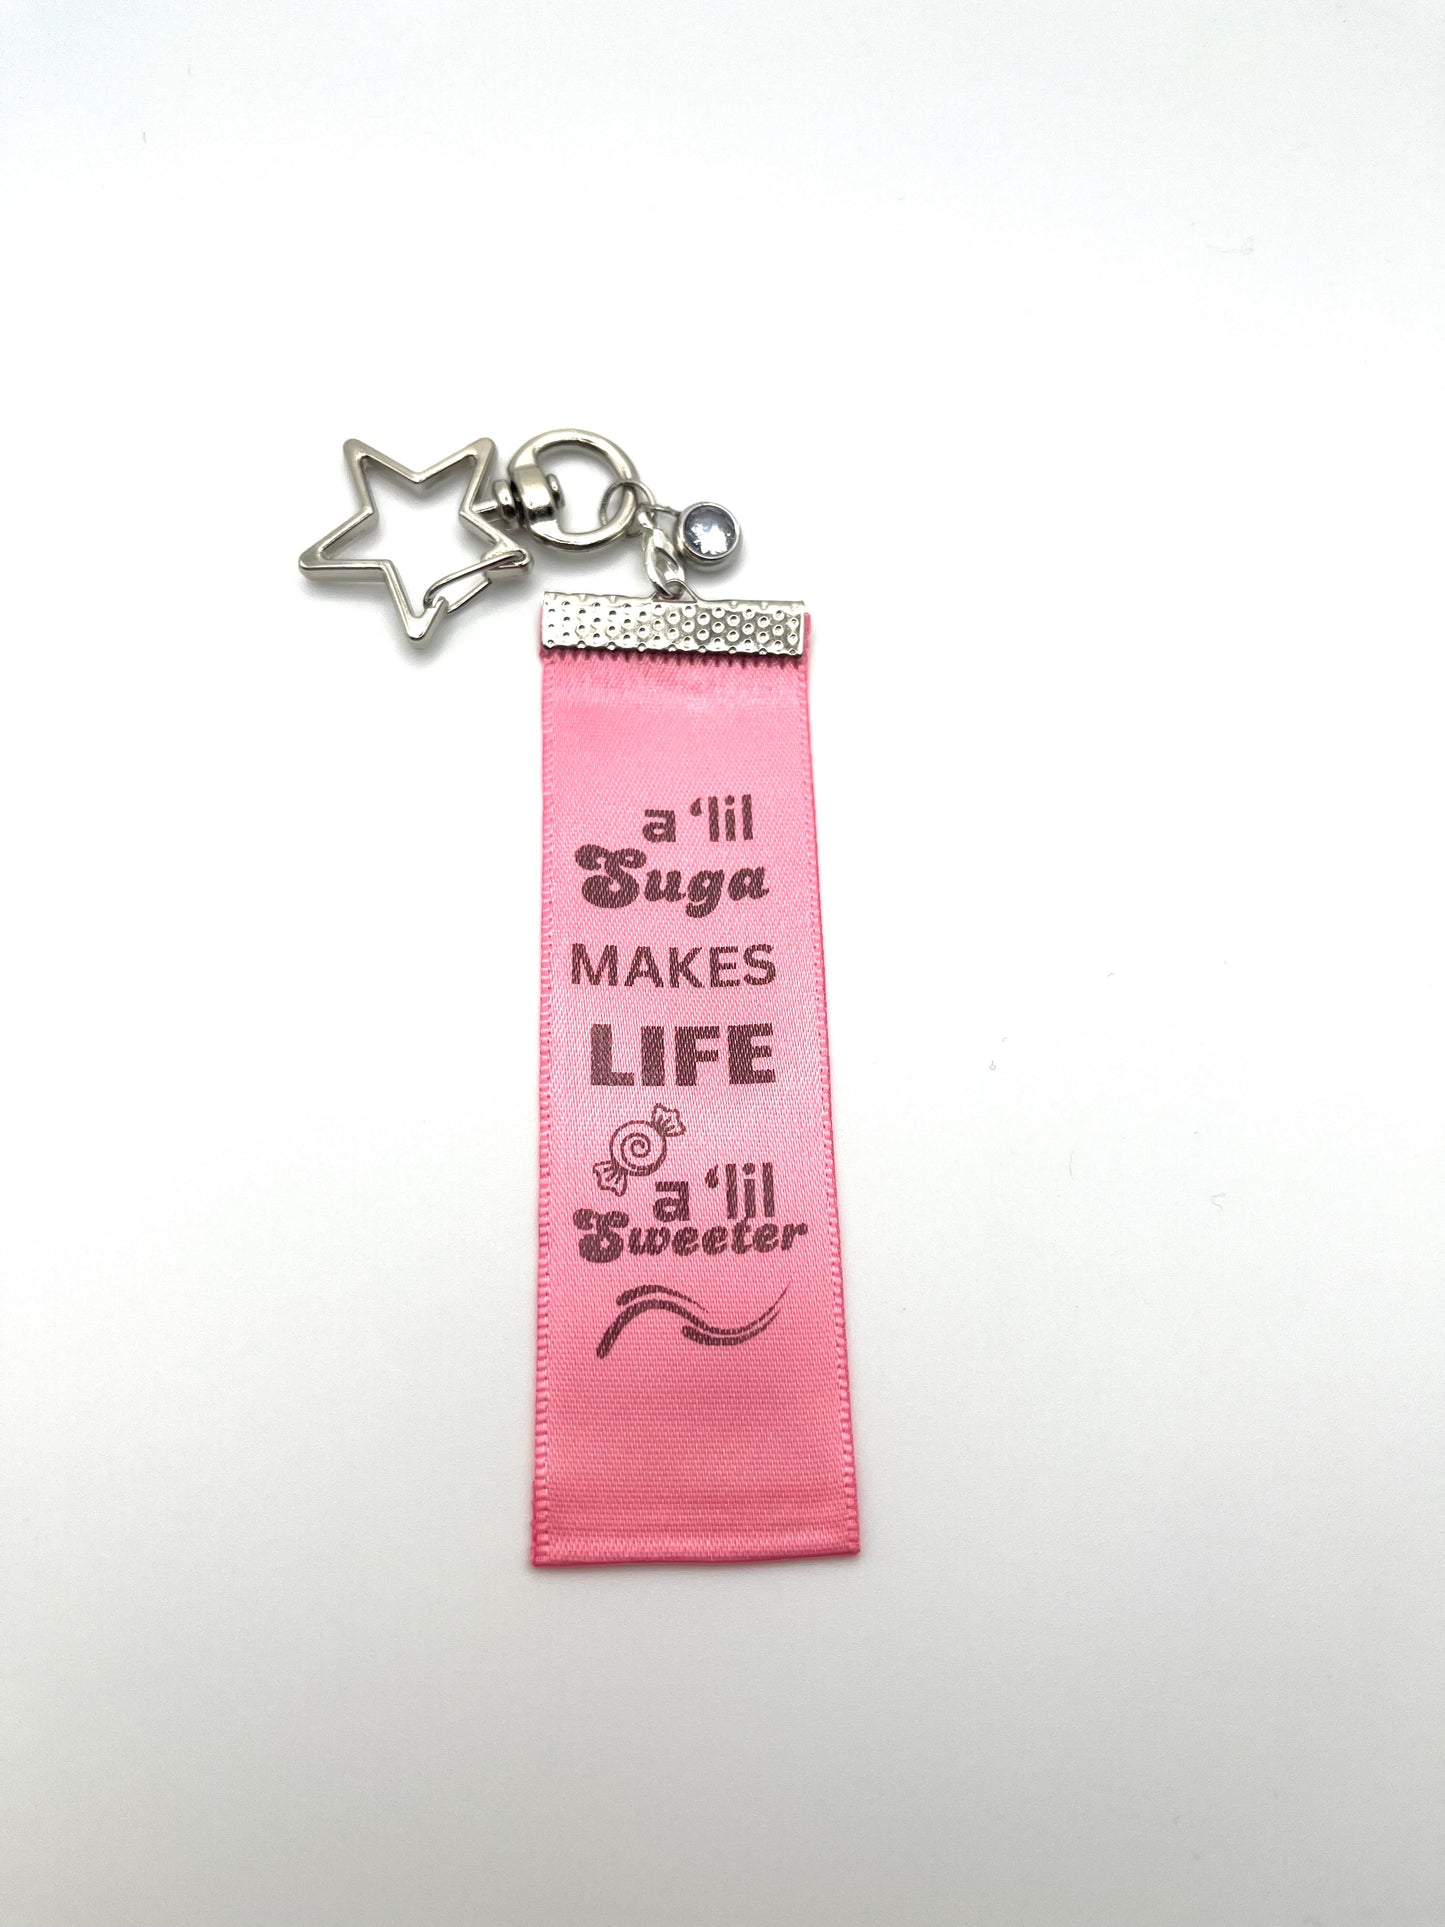 a ‘lil
Suga
MAKES
LIFE
a ‘lil
Sweeter